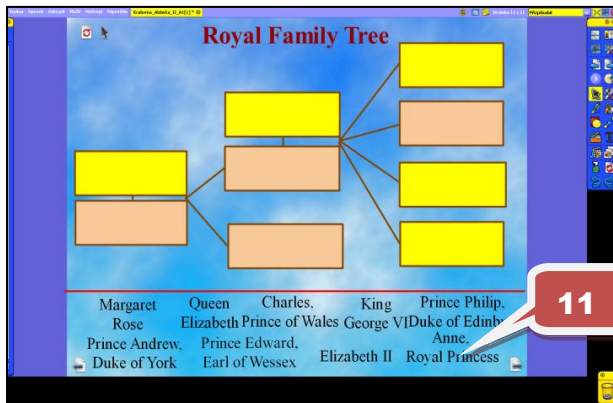 Royal Family Tree
Margaret Rose
Queen Elizabeth
Charles, Prince of Wales
King George VI
Prince Philip, Duke of
Prince Andrew, Duke of York
Prince Edward, Earl of Wessex
Elizabeth II
Anne, Royal Princess
11